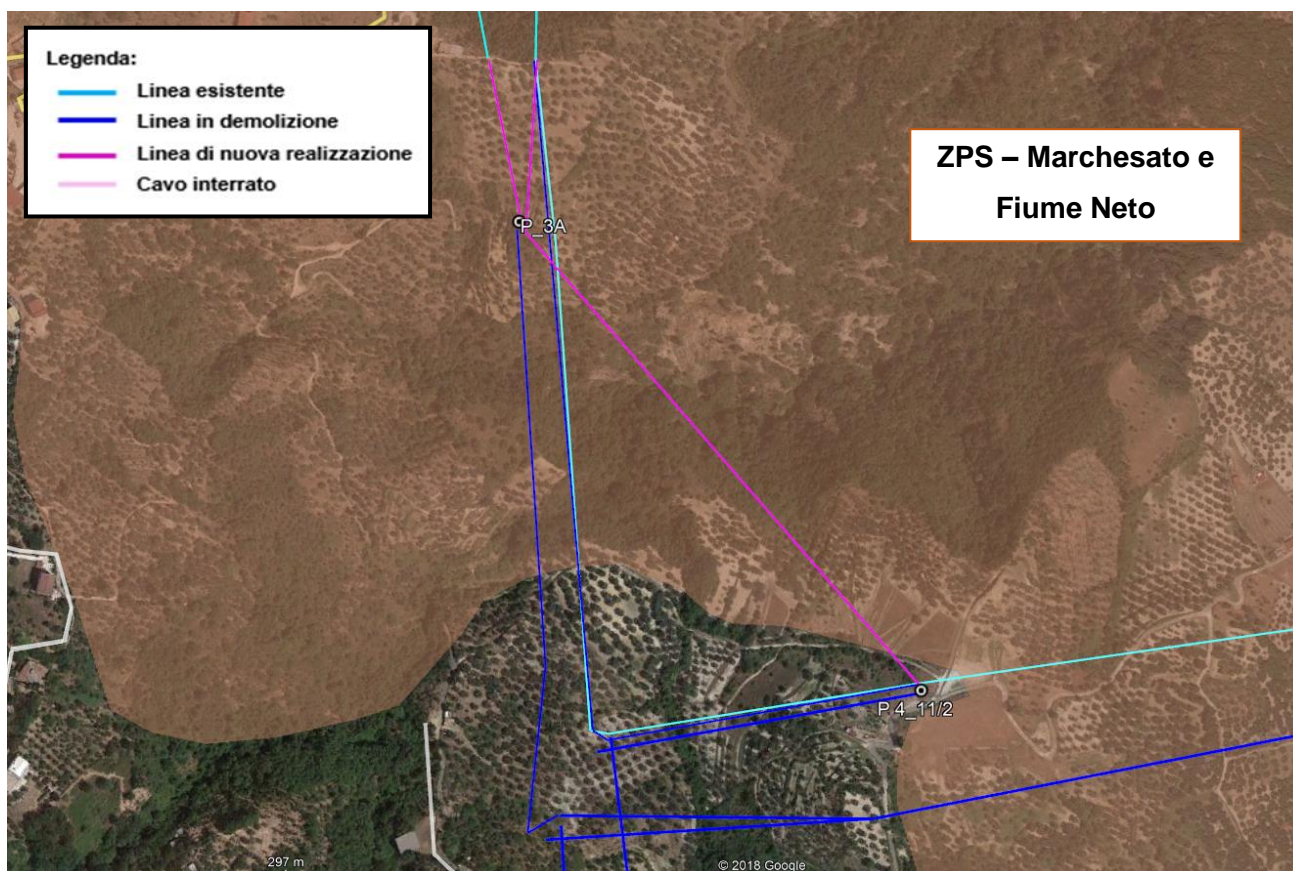 Legenda:
Linea esistente
Linea in demolizione
Linea di nuova realizzazione
Cavo interrato
ZPS – Marchesato e
Fiume Neto
P_3A
P 4_11/2
297 m
© 2018 Google